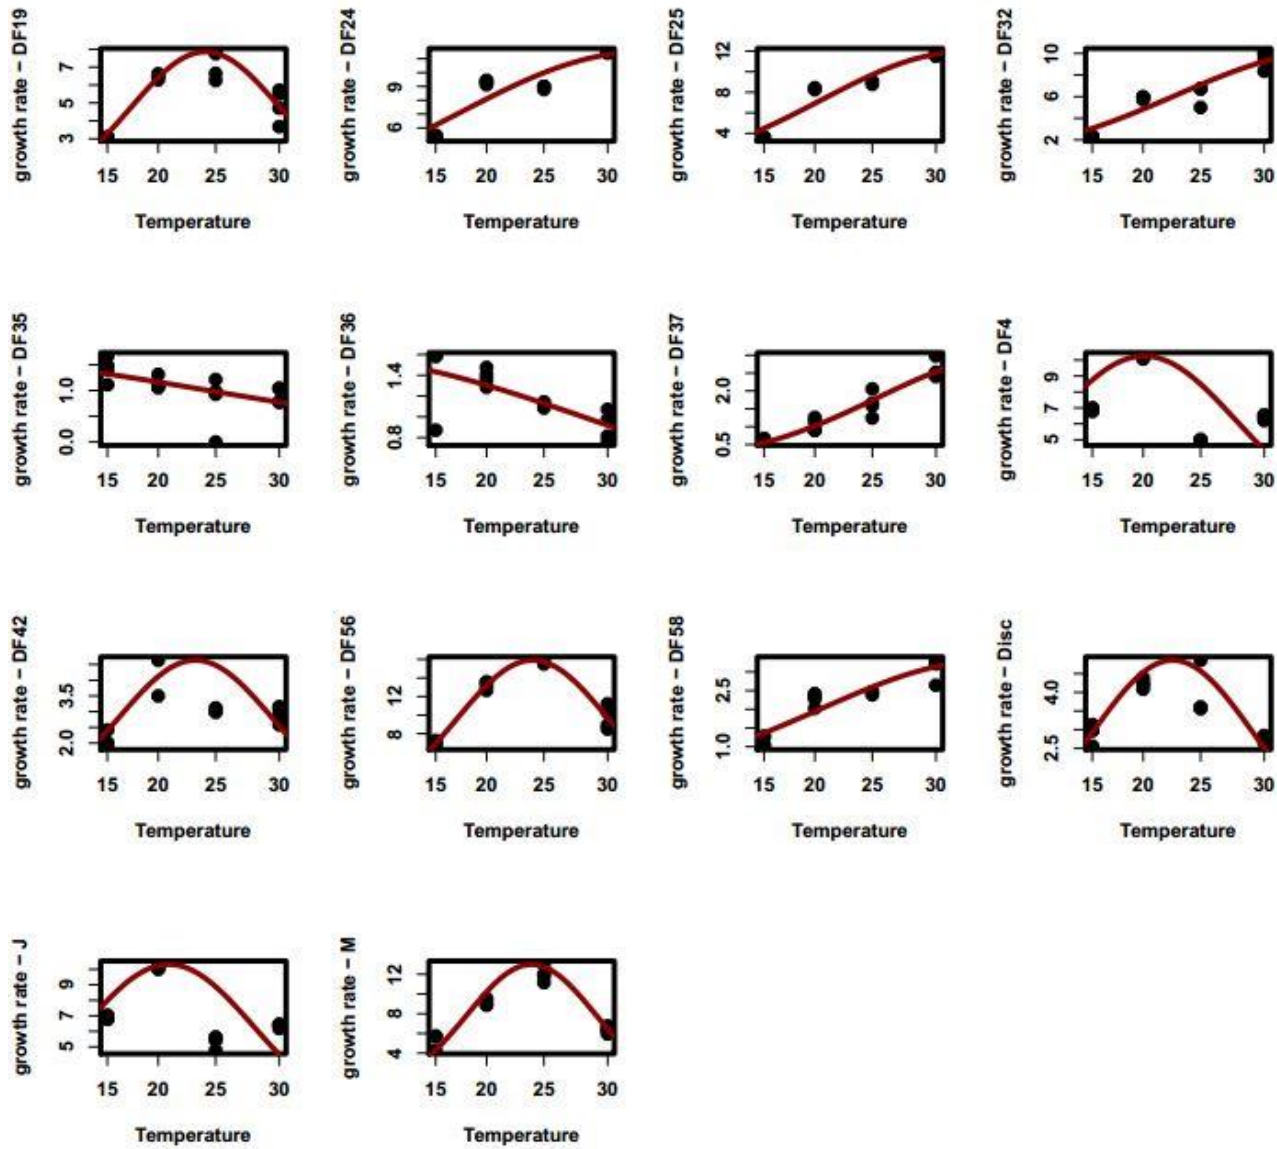 growth rate – DF19
7
5
3
15 20 25 30
Temperature
growth rate – DF24
9
6
15 20 25 30
Temperature
growth rate – DF25
12
8
4
15 20 25 30
Temperature
growth rate – DF32
10
6
2
15 20 25 30
Temperature
growth rate – DF35
1.0
0.0
15 20 25 30
Temperature
growth rate – DF36
1.4
0.8
15 20 25 30
Temperature
growth rate – DF37
2.0
0.5
15 20 25 30
Temperature
growth rate – DF4
9
7
5
15 20 25 30
Temperature
growth rate – DF42
3.5
2.0
15 20 25 30
Temperature
growth rate – DF56
12
8
15 20 25 30
Temperature
growth rate – DF58
2.5
1.0
15 20 25 30
Temperature
growth rate – Disc
4.0
2.5
15 20 25 30
Temperature
growth rate – J
9
7
5
15 20 25 30
Temperature
growth rate – M
12
8
4
15 20 25 30
Temperature